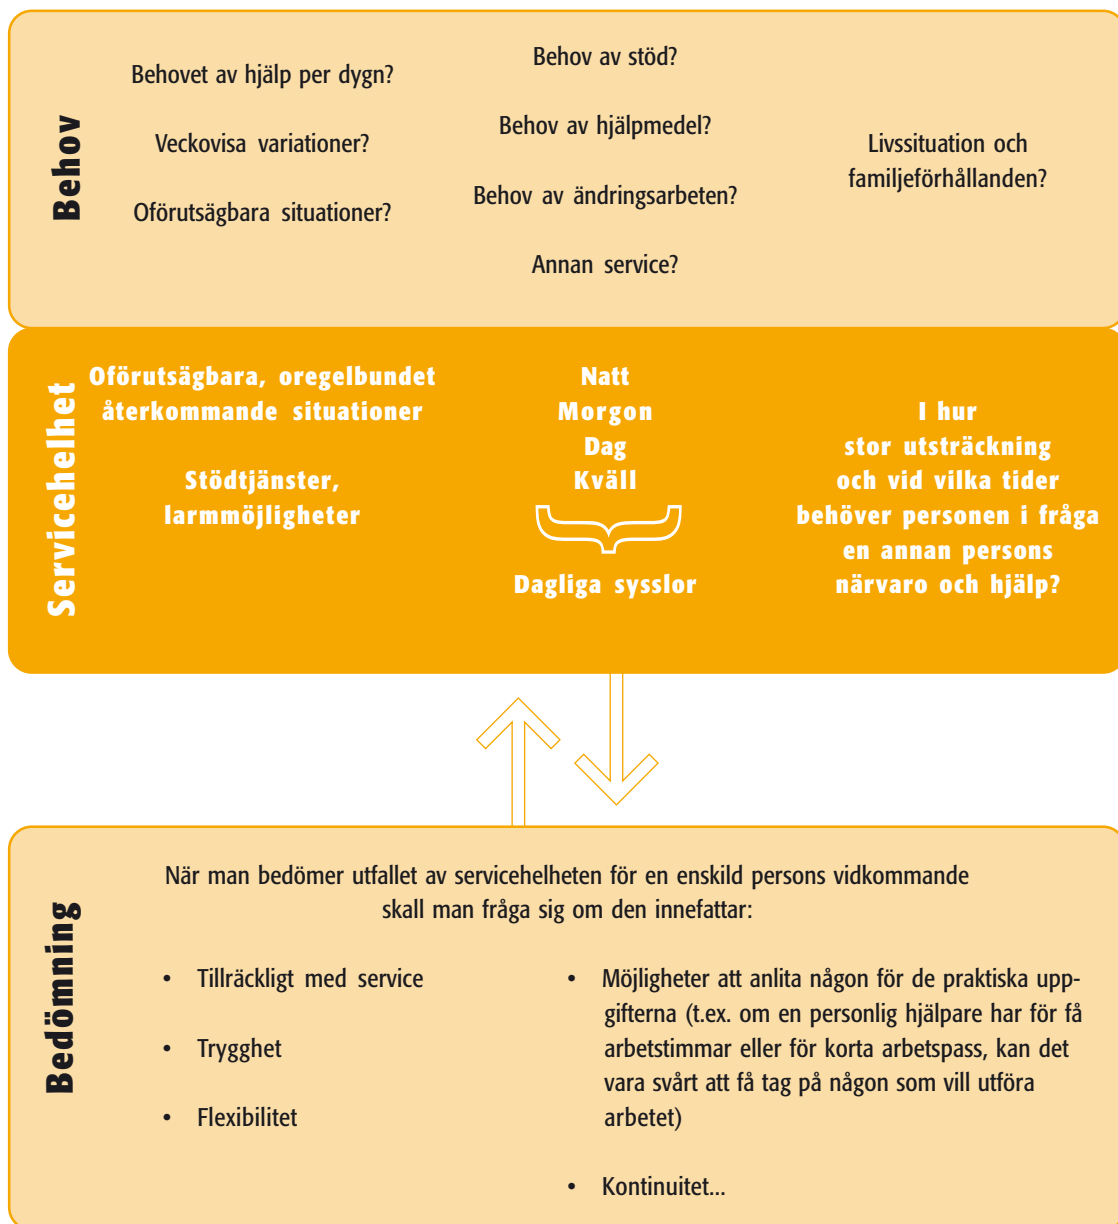 Behov
Behovet av hjälp per dygn?
Veckovisa variationer?
Oförutsägbara situationer?
Behov av stöd?
Behov av hjälpmedel?
Behov av ändringsarbeten?
Annan service?
Livssituation och
familjeförhållanden?
Servicehelhet
Oförutsägbara, oregelbundet
återkommande situationer
Stödtjänster,
larmmöjligheter
Natt
Morgon
Dag
Kväll
Dagliga sysslor
I hur
stor utsträckning
och vid vilka tider
behöver personen i fråga
en annan persons
närvaro och hjälp?
Bedömning
När man bedömer utfallet av servicehelheten för en enskild persons vidkommande
skall man fråga sig om den innefattar:
• Tillräckligt med service
• Trygghet
• Flexibilitet
• Möjligheter att anlita någon för de praktiska upp-
gifterna (t.ex. om en personlig hjälpare har för få
arbetstimmar eller för korta arbetspass, kan det
vara svårt att få tag på någon som vill utföra
arbetet)
• Kontinuitet...